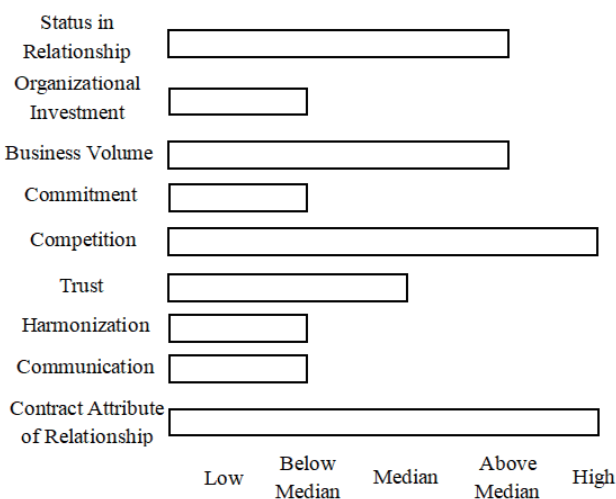 Status in
Relationship
Organizational
Investment
Business Volume
Commitment
Competition
Trust
Harmonization
Communication
Contract Attribute
of Relationship
Low
Below
Median
Median
Above
Median
High